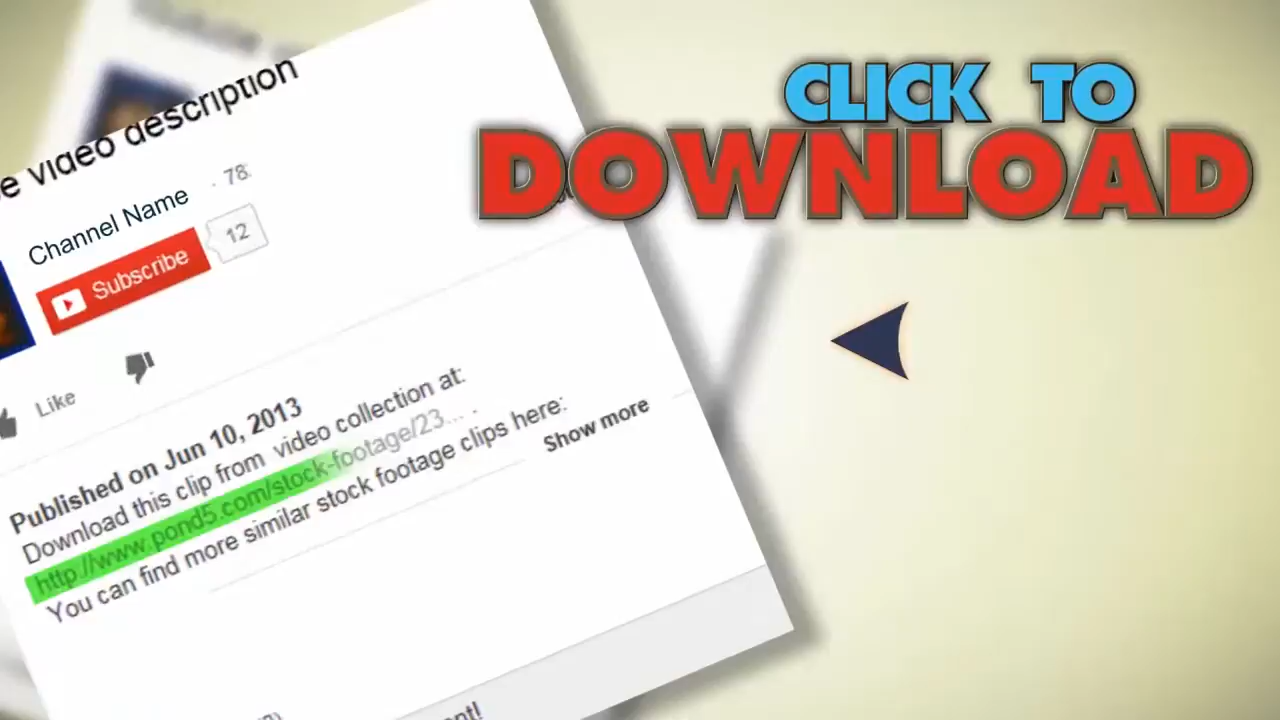 CLICK TO
DOWNLOAD
e video description
Channel Name
78
Subscribe
12
Like
Published on Jun 10, 2013
Download this clip from video collection at:
http://www.pond5.com/stock-footage/23...
You can find more similar stock footage clips here:
Show more